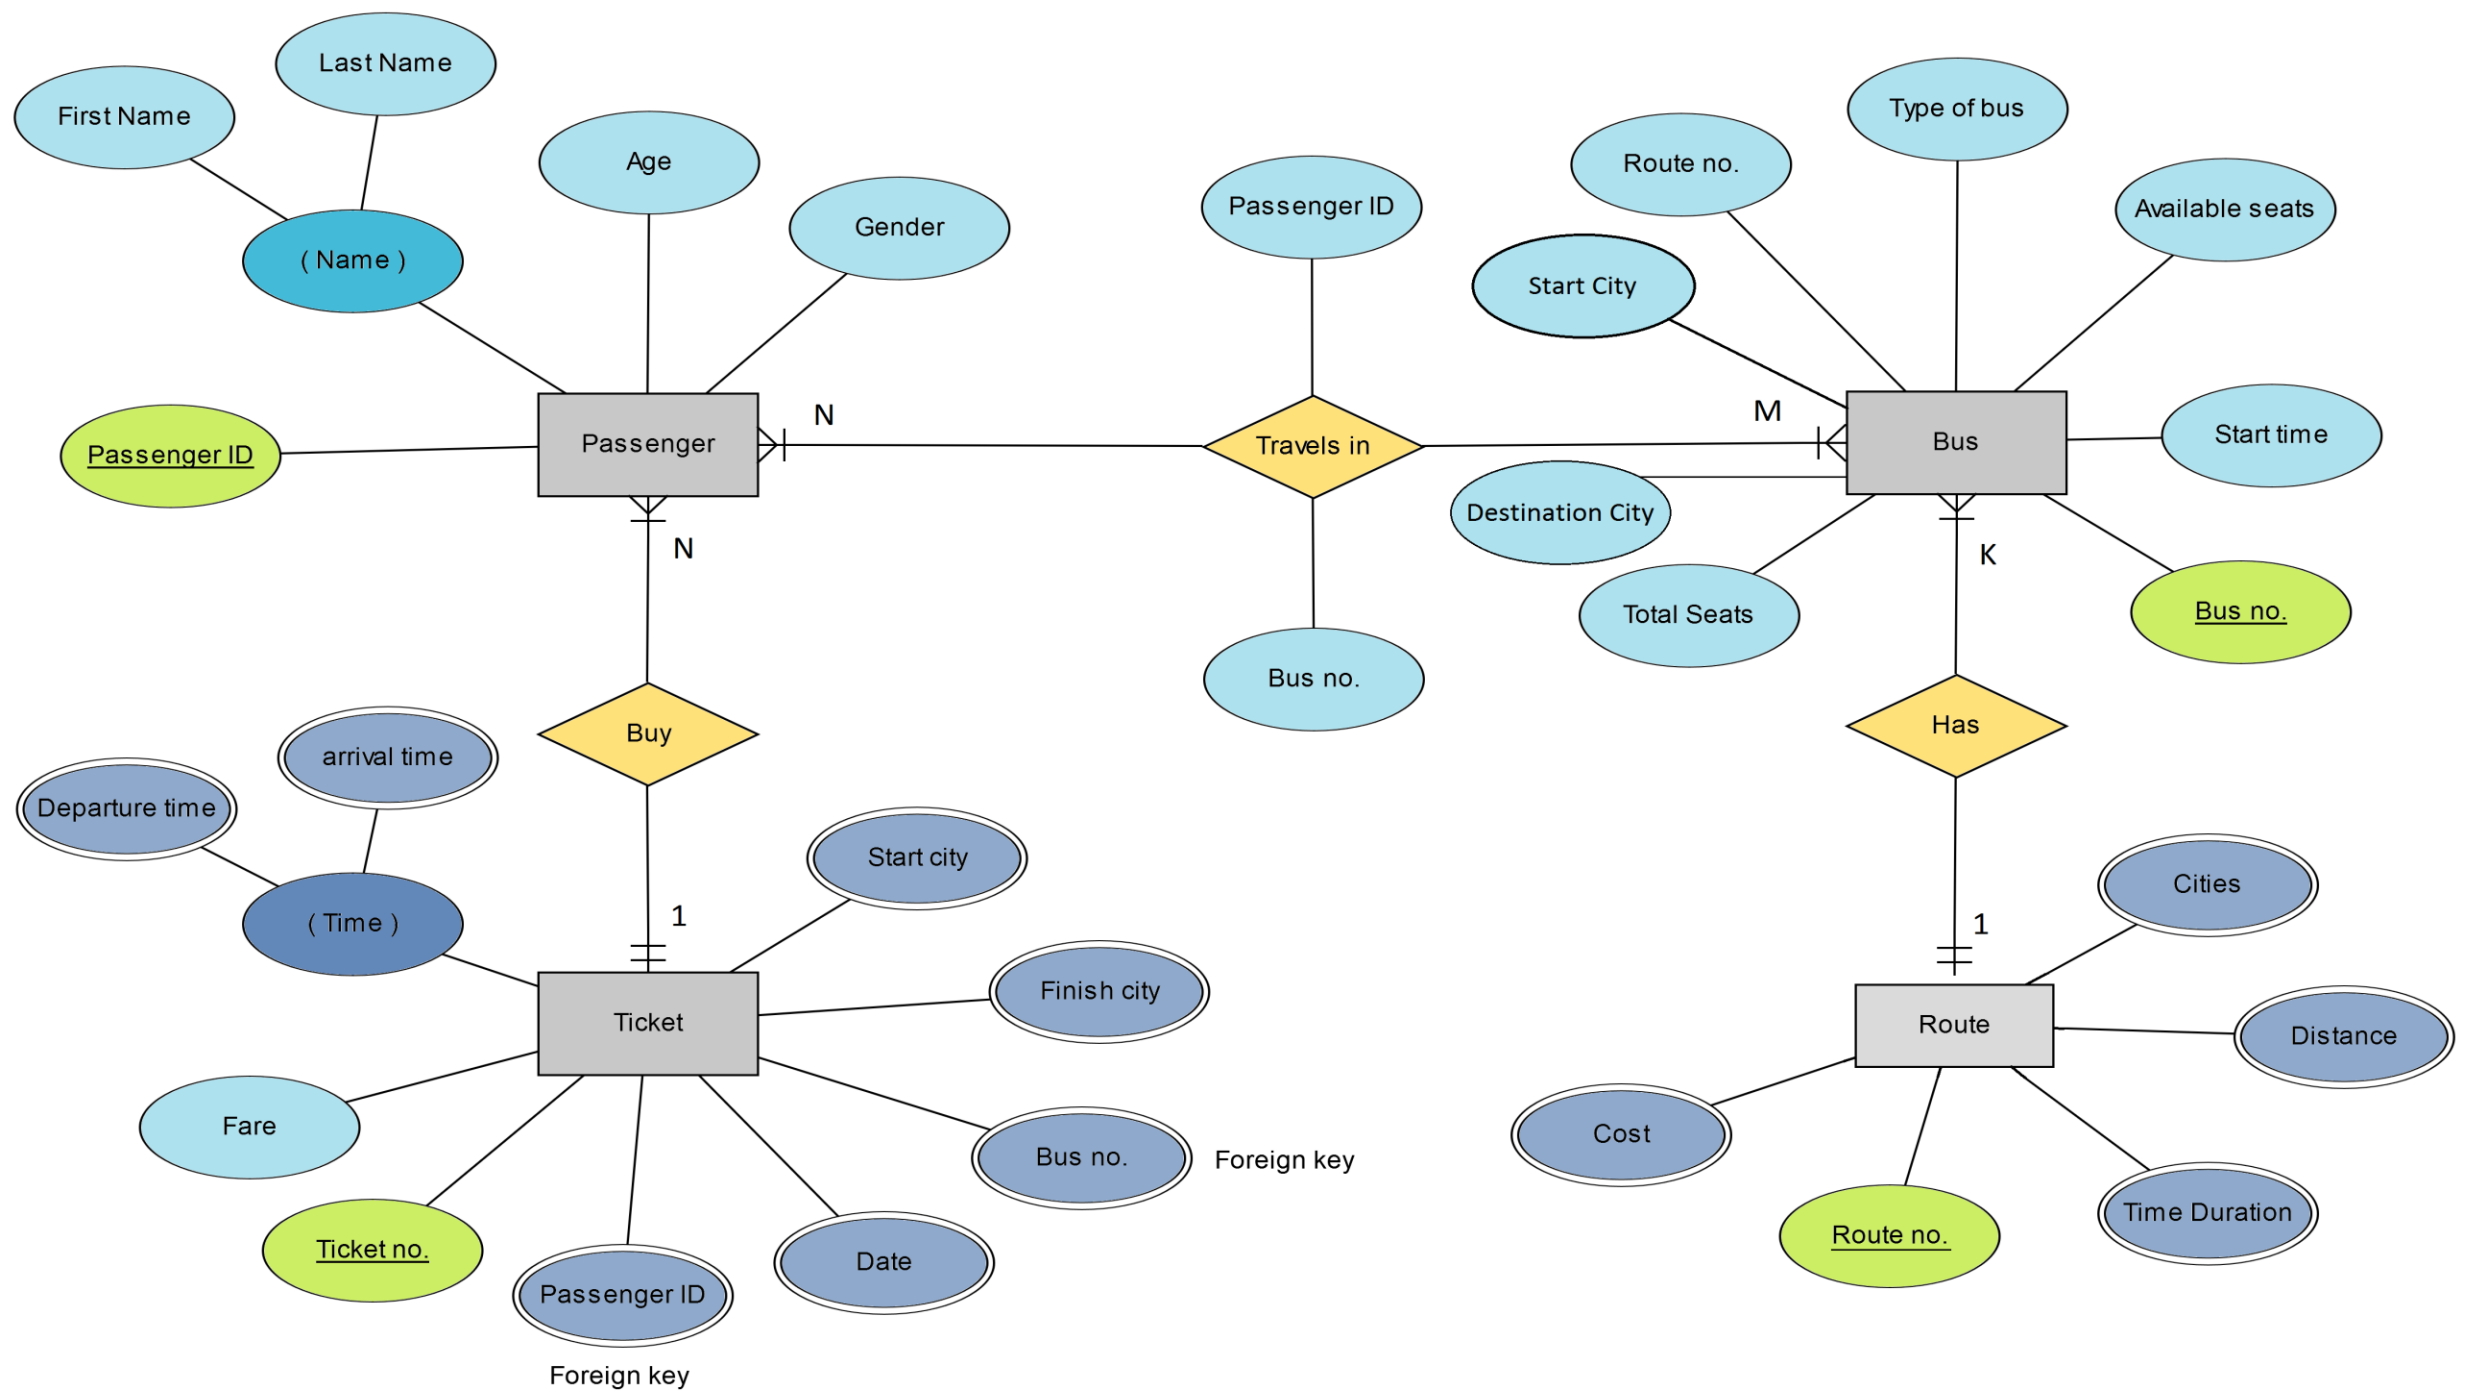 Last Name
First Name
Age
Gender
( Name )
Passenger ID
Passenger
N
N
Passenger ID
Travels in
Bus no.
M
Type of bus
Route no.
Available seats
Start City
Start time
Bus
Destination City
K
Total Seats
Bus no.
Has
1
Cities
Route
Distance
Cost
Time Duration
Route no.
Buy
arrival time
Departure time
( Time )
1
Start city
Finish city
Ticket
Fare
Bus no.
Foreign key
Ticket no.
Date
Passenger ID
Foreign key